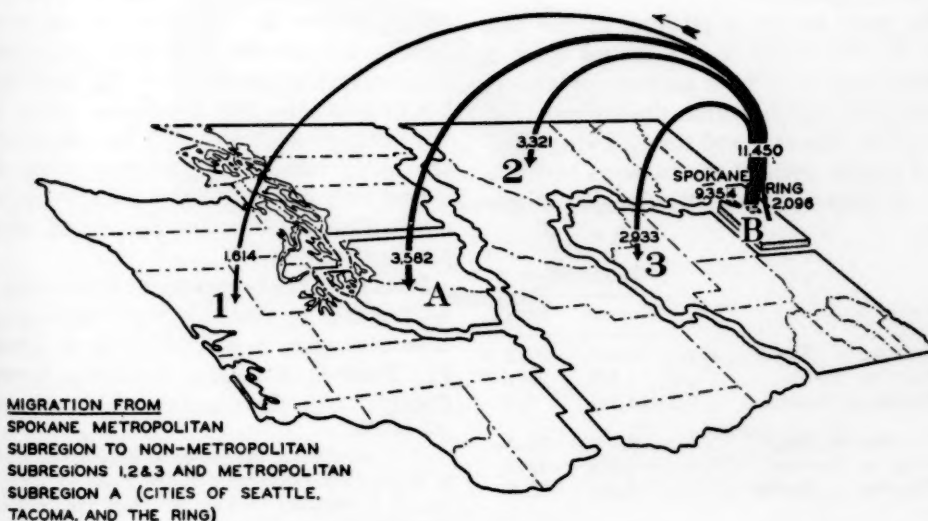 3,321
2
11,450
SPOKANE RING
9,354 2,096
B
1,614
3,582
2,933
1
A
3
MIGRATION FROM
SPOKANE METROPOLITAN
SUBREGION TO NON-METROPOLITAN
SUBREGIONS 1,2&3 AND METROPOLITAN
SUBREGION A (CITIES OF SEATTLE,
TACOMA, AND THE RING)